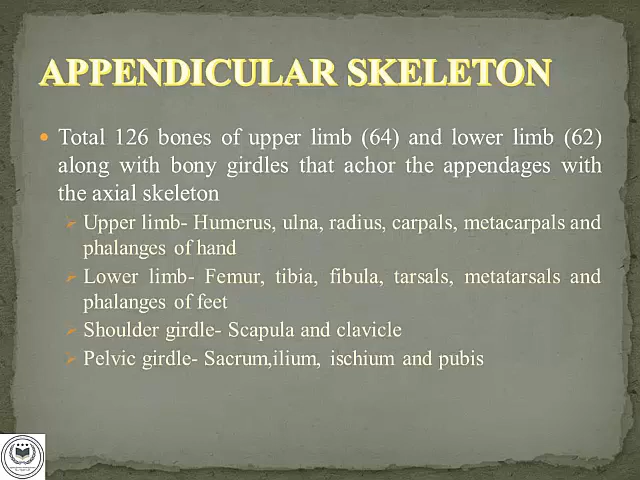 APPENDICULAR SKELETON
• Total 126 bones of upper limb (64) and lower limb (62)
along with bony girdles that achor the appendages with
the axial skeleton
➢ Upper limb- Humerus, ulna, radius, carpals, metacarpals and
phalanges of hand
➢ Lower limb- Femur, tibia, fibula, tarsals, metatarsals and
phalanges of feet
➢ Shoulder girdle- Scapula and clavicle
➢ Pelvic girdle- Sacrum,ilium, ischium and pubis